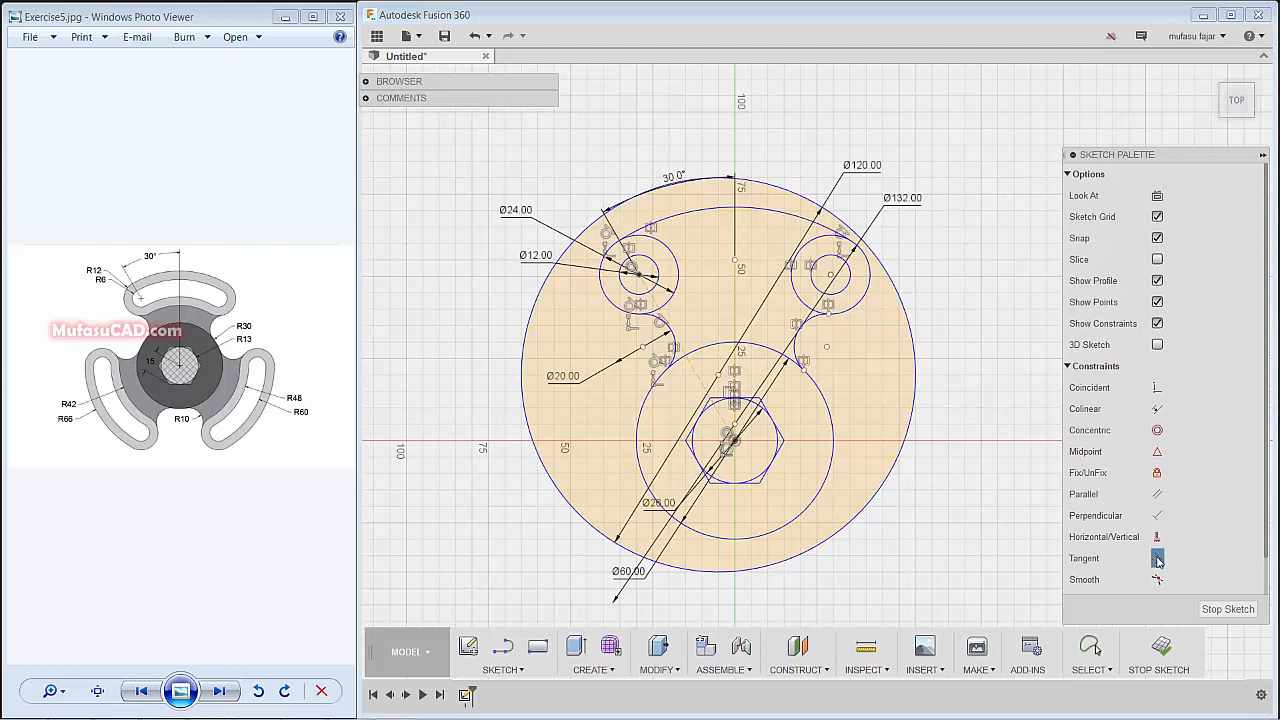 Exercise5.jpg - Windows Photo Viewer
File
Print
E-mail
Burn
Open
30°
R12
R6
MufasuCAD.com
R30
R13
15
R42
R66
R10
R48
R60
Autodesk Fusion 360
mufasu fajar
Untitled*
BROWSER
COMMENTS
TOP
100
75
50
25
100
75
50
25
30.0°
Ø120.00
Ø132.00
Ø24.00
Ø12.00
Ø20.00
Ø60.00
SKETCH PALETTE
Options
Look At
Sketch Grid
Snap
Slice
Show Profile
Show Points
Show Constraints
3D Sketch
Constraints
Coincident
Colinear
Concentric
Midpoint
Fix/UnFix
Parallel
Perpendicular
Horizontal/Vertical
Tangent
Smooth
Stop Sketch
MODEL
SKETCH
CREATE
MODIFY
ASSEMBLE
CONSTRUCT
INSPECT
INSERT
MAKE
ADD-INS
SELECT
STOP SKETCH